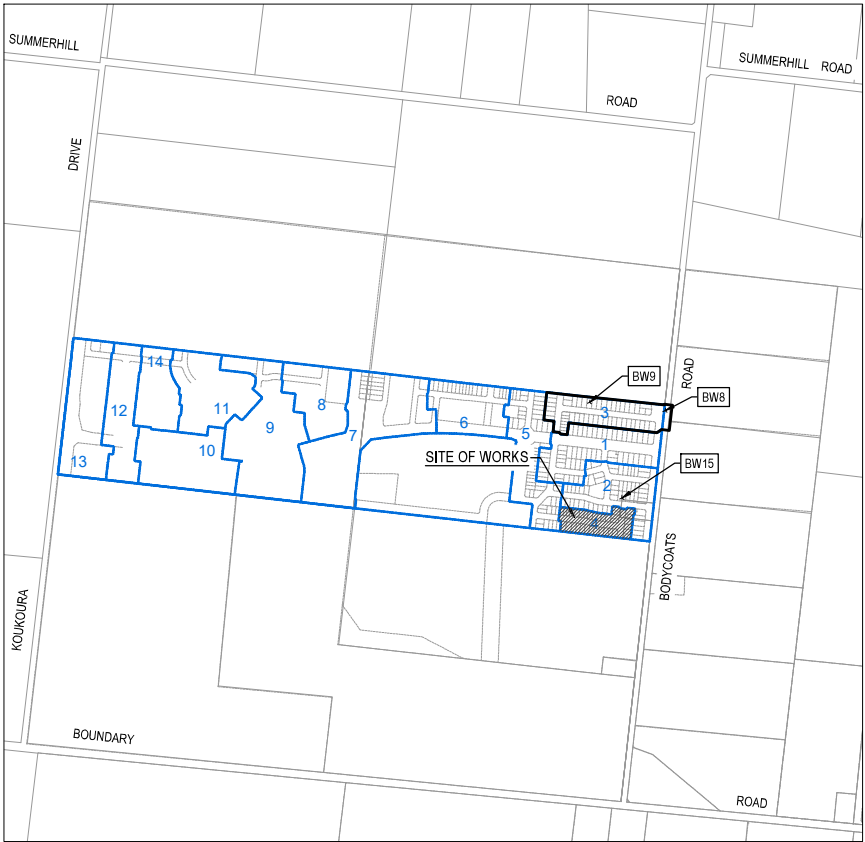 SUMMERHILL
SUMMERHILL ROAD
ROAD
DRIVE
14
12
11
9
8
7
6
5
3
1
2
4
10
13
BW9
ROAD
BW8
SITE OF WORKS
BW15
BODYCOATS
KOUKOURA
BOUNDARY
ROAD